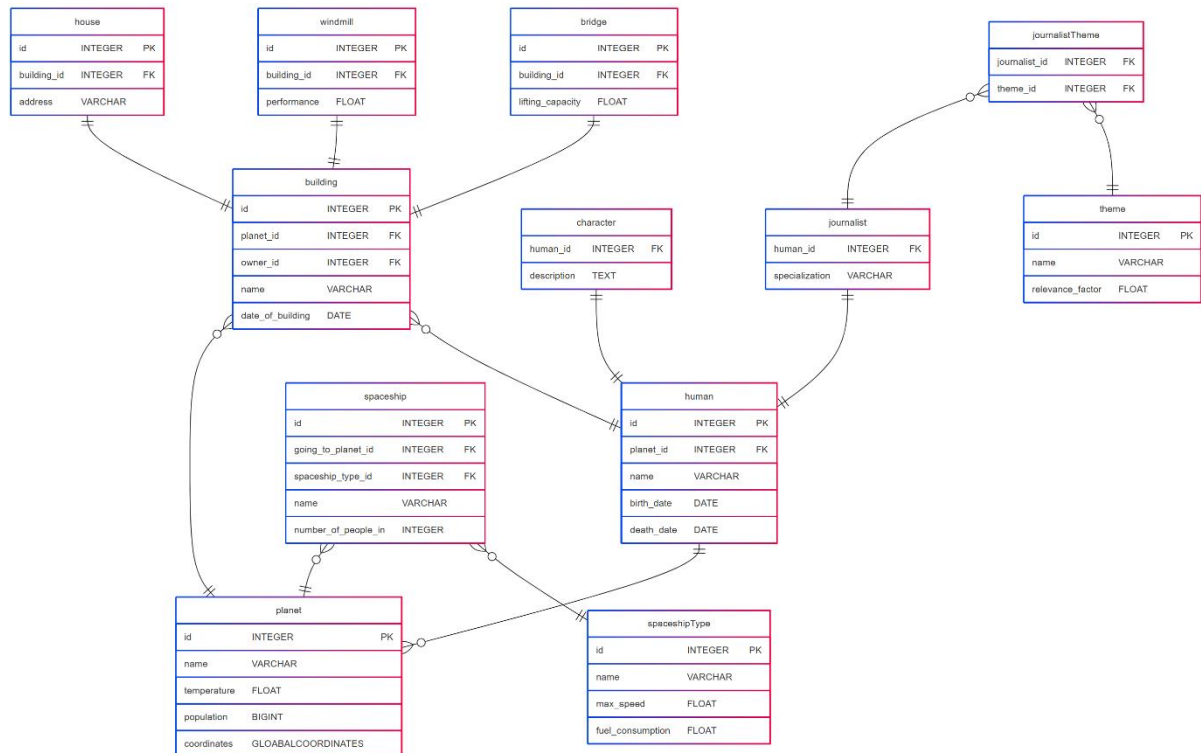 house
id INTEGER PK
building_id INTEGER FK
address VARCHAR
windmill
id INTEGER PK
building_id INTEGER FK
performance FLOAT
bridge
id INTEGER PK
building_id INTEGER FK
lifting_capacity FLOAT
journalistTheme
journalist_id INTEGER FK
theme_id INTEGER FK
building
id INTEGER PK
planet_id INTEGER FK
owner_id INTEGER FK
name VARCHAR
date_of_building DATE
character
human_id INTEGER FK
description TEXT
journalist
human_id INTEGER FK
specialization VARCHAR
theme
id INTEGER PK
name VARCHAR
relevance_factor FLOAT
spaceship
id INTEGER PK
going_to_planet_id INTEGER FK
spaceship_type_id INTEGER FK
name VARCHAR
number_of_people_in INTEGER
human
id INTEGER PK
planet_id INTEGER FK
name VARCHAR
birth_date DATE
death_date DATE
planet
id INTEGER PK
name VARCHAR
temperature FLOAT
population BIGINT
coordinates GLOABALCOORDINATES
spaceshipType
id INTEGER PK
name VARCHAR
max_speed FLOAT
fuel_consumption FLOAT